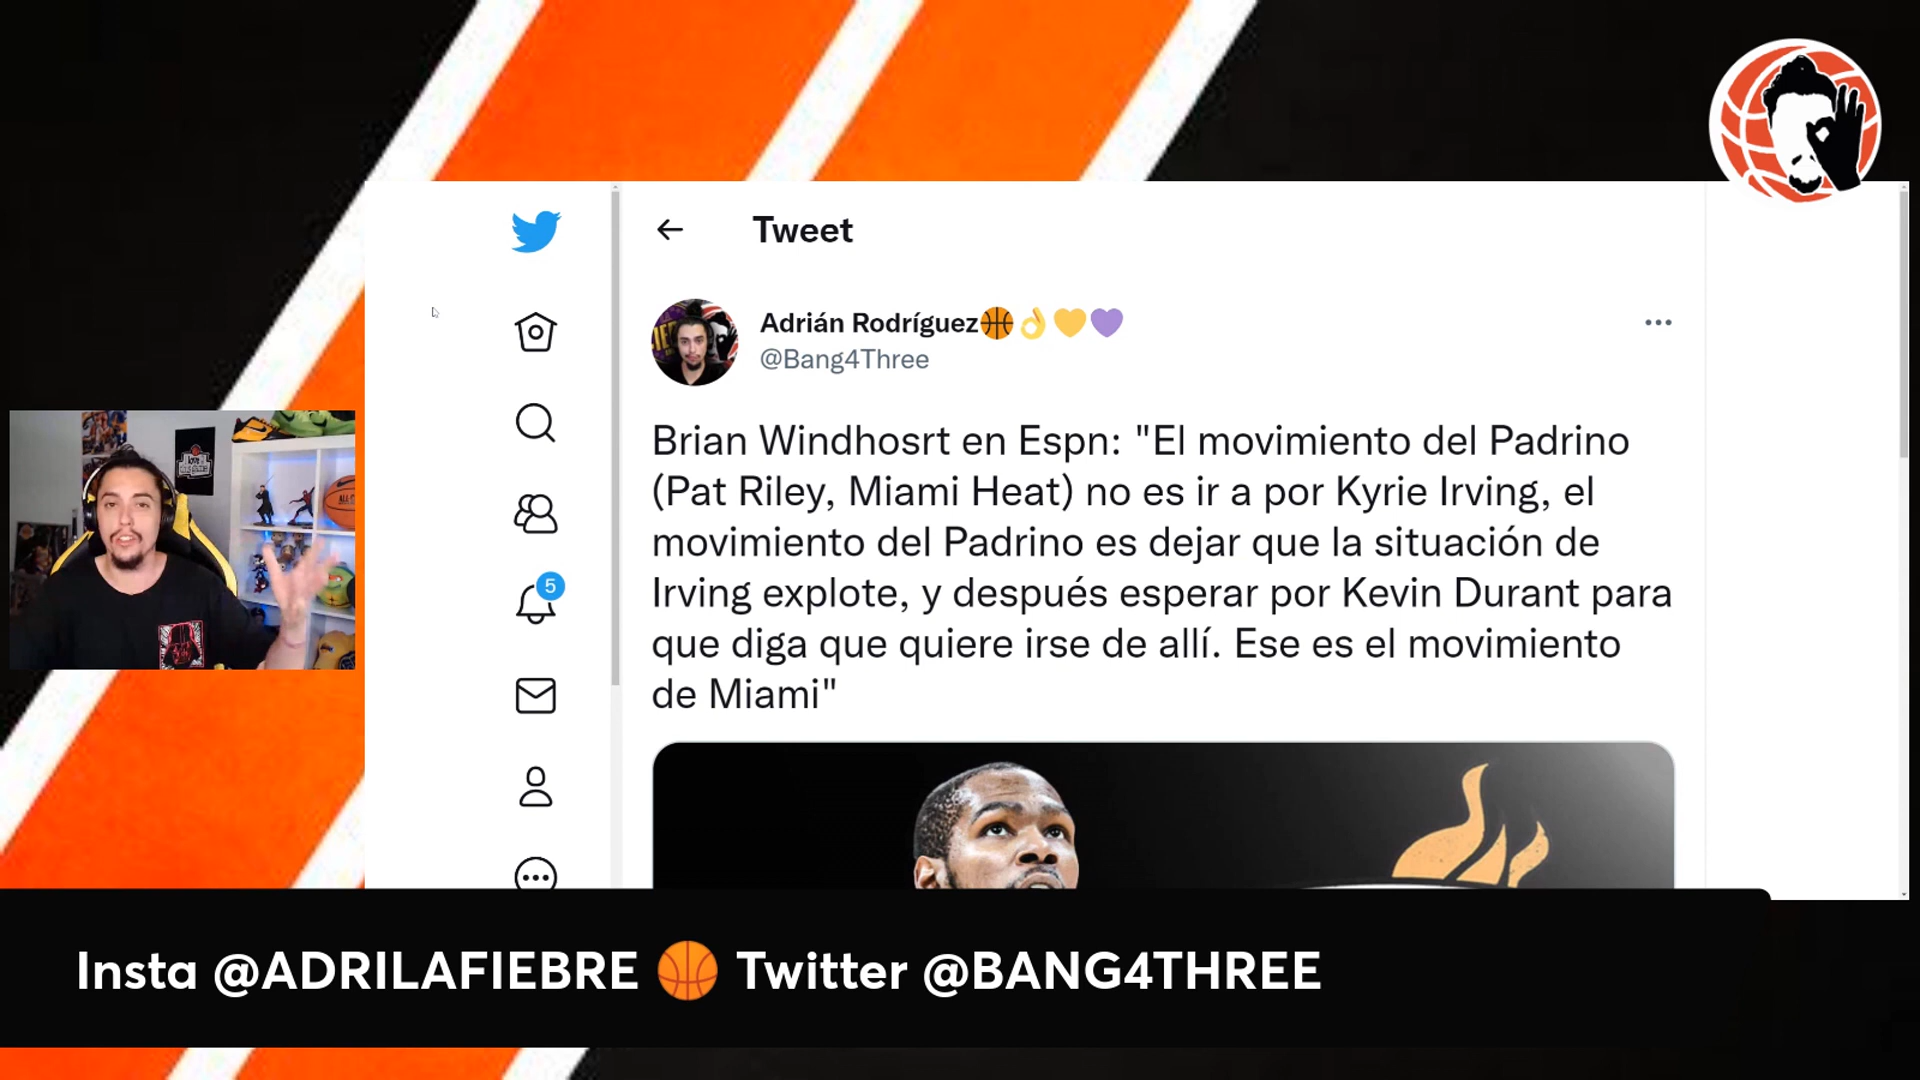 Tweet
Adrián Rodríguez🏀👌💛💜
@Bang4Three
Brian Windhosrt en Espn: "El movimiento del Padrino
(Pat Riley, Miami Heat) no es ir a por Kyrie Irving, el
movimiento del Padrino es dejar que la situación de
Irving explote, y después esperar por Kevin Durant para
que diga que quiere irse de allí. Ese es el movimiento
de Miami"
5
Insta @ADRILAFIEBRE 🏀 Twitter @BANG4THREE